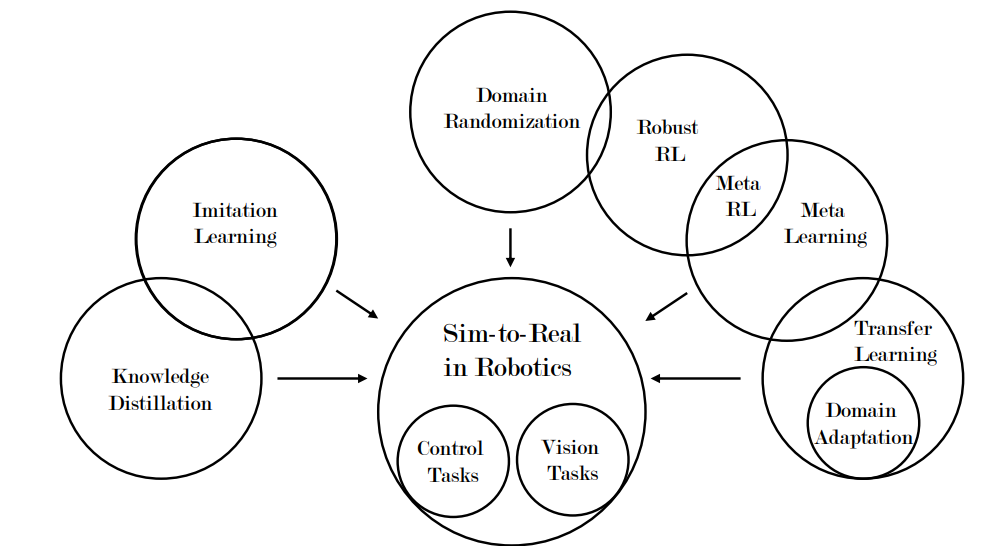 Domain
Randomization
Robust
RL
Meta
RL
Meta
Learning
Imitation
Learning
Sim-to-Real
in Robotics
Transfer
Learning
Knowledge
Distillation
Domain
Adaptation
Control
Tasks
Vision
Tasks